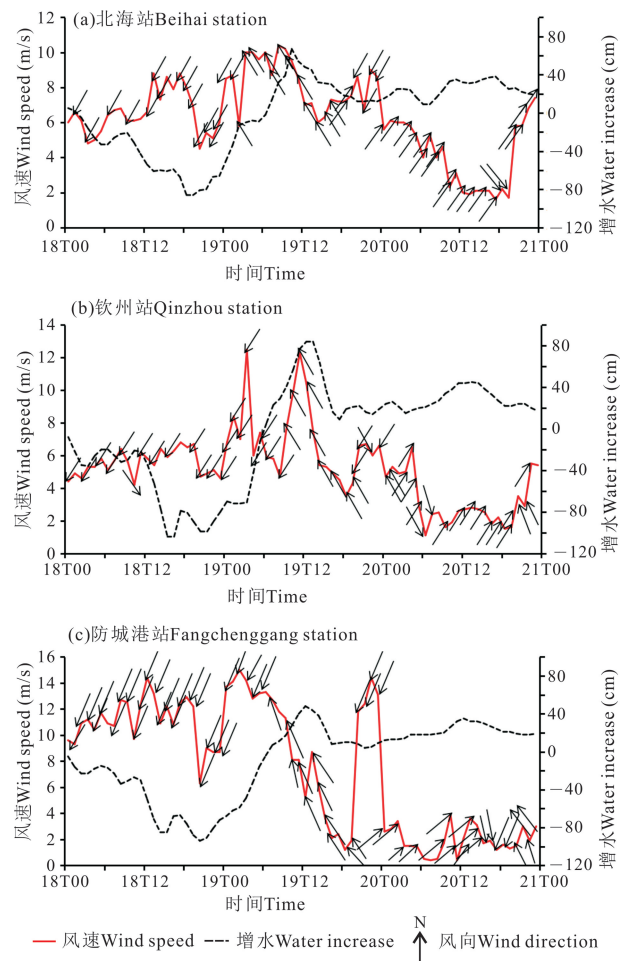 (a)北海站Beihai station
12
10
8
6
4
2
0
风速Wind speed (m/s)
80
40
0
−40
−80
−120
增水Water increase (cm)
18T00 18T12 19T00 19T12 20T00 20T12 21T00
时间Time
(b)钦州站Qinzhou station
14
12
10
8
6
4
2
0
风速Wind speed (m/s)
80
40
0
−40
−80
−120
增水Water increase (cm)
18T00 18T12 19T00 19T12 20T00 20T12 21T00
时间Time
(c)防城港站Fangchenggang station
16
14
12
10
8
6
4
2
0
风速Wind speed (m/s)
80
40
0
−40
−80
−120
增水Water increase (cm)
18T00 18T12 19T00 19T12 20T00 20T12 21T00
时间Time
N
风速Wind speed 增水Water increase 风向Wind direction